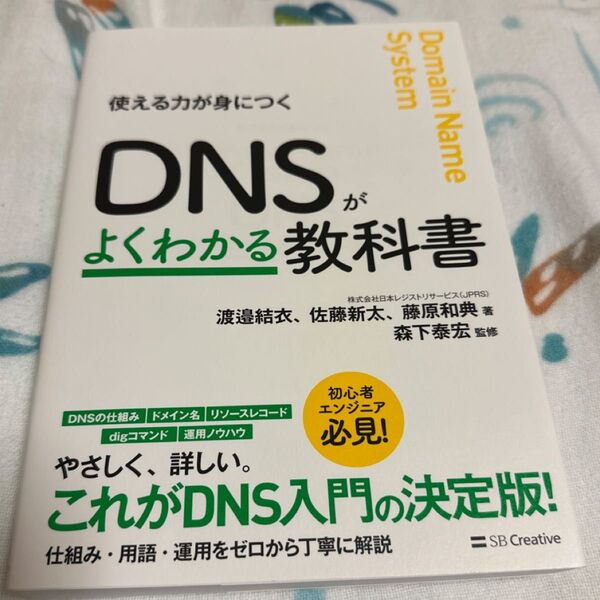 Domain Name
System
使える力が身につく
DNSが
よくわかる教科書
株式会社日本レジストリサービス(JPRS)
渡邉結衣、佐藤新太、藤原和典 著
森下泰宏 監修
初心者
エンジニア
必見!
DNSの仕組み ドメイン名 リソースレコード
digコマンド 運用ノウハウ
やさしく、詳しい。
これがDNS入門の決定版!
仕組み・用語・運用をゼロから丁寧に解説
SB Creative